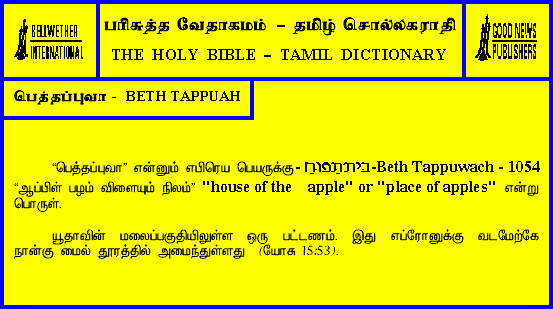 BELLWETHER
INTERNATIONAL
பரிசுத்த வேதாகமம் – தமிழ் சொல்லகராதி
THE HOLY BIBLE – TAMIL DICTIONARY
GOOD NEWS
PUBLISHERS
பெத்தப்புவா - BETH TAPPUAH
“பெத்தப்புவா” என்னும் எபிரெய பெயருக்கு - בּיתתּפּוּח -Beth Tappuwach - 1054
“ஆப்பிள் பழம் விளையும் நிலம்” "house of the apple" or "place of apples" என்று
பொருள்.
யூதாவின் மலைப்பகுதியிலுள்ள ஒரு பட்டணம். இது எப்ரோனுக்கு வடமேற்கே
நான்கு மைல் தூரத்தில் அமைந்துள்ளது (யோசு 15:53).